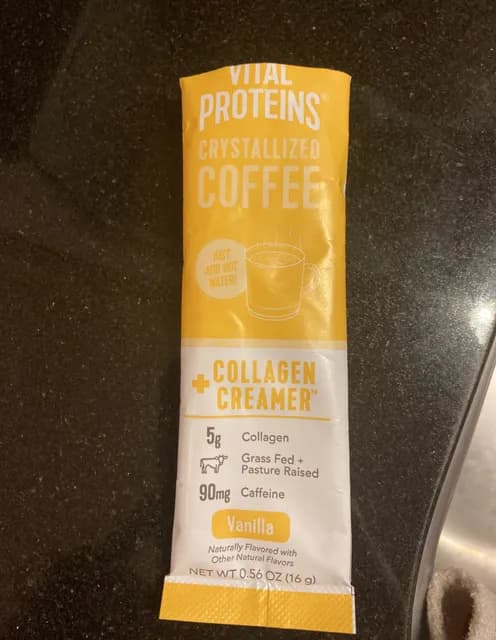 VITAL
PROTEINS®
CRYSTALLIZED
COFFEE
JUST
ADD HOT
WATER!
+ COLLAGEN
CREAMER™
5g Collagen
Grass Fed +
Pasture Raised
90mg Caffeine
Vanilla
Naturally Flavored with
Other Natural Flavors
NET WT 0.56 OZ (16 g)